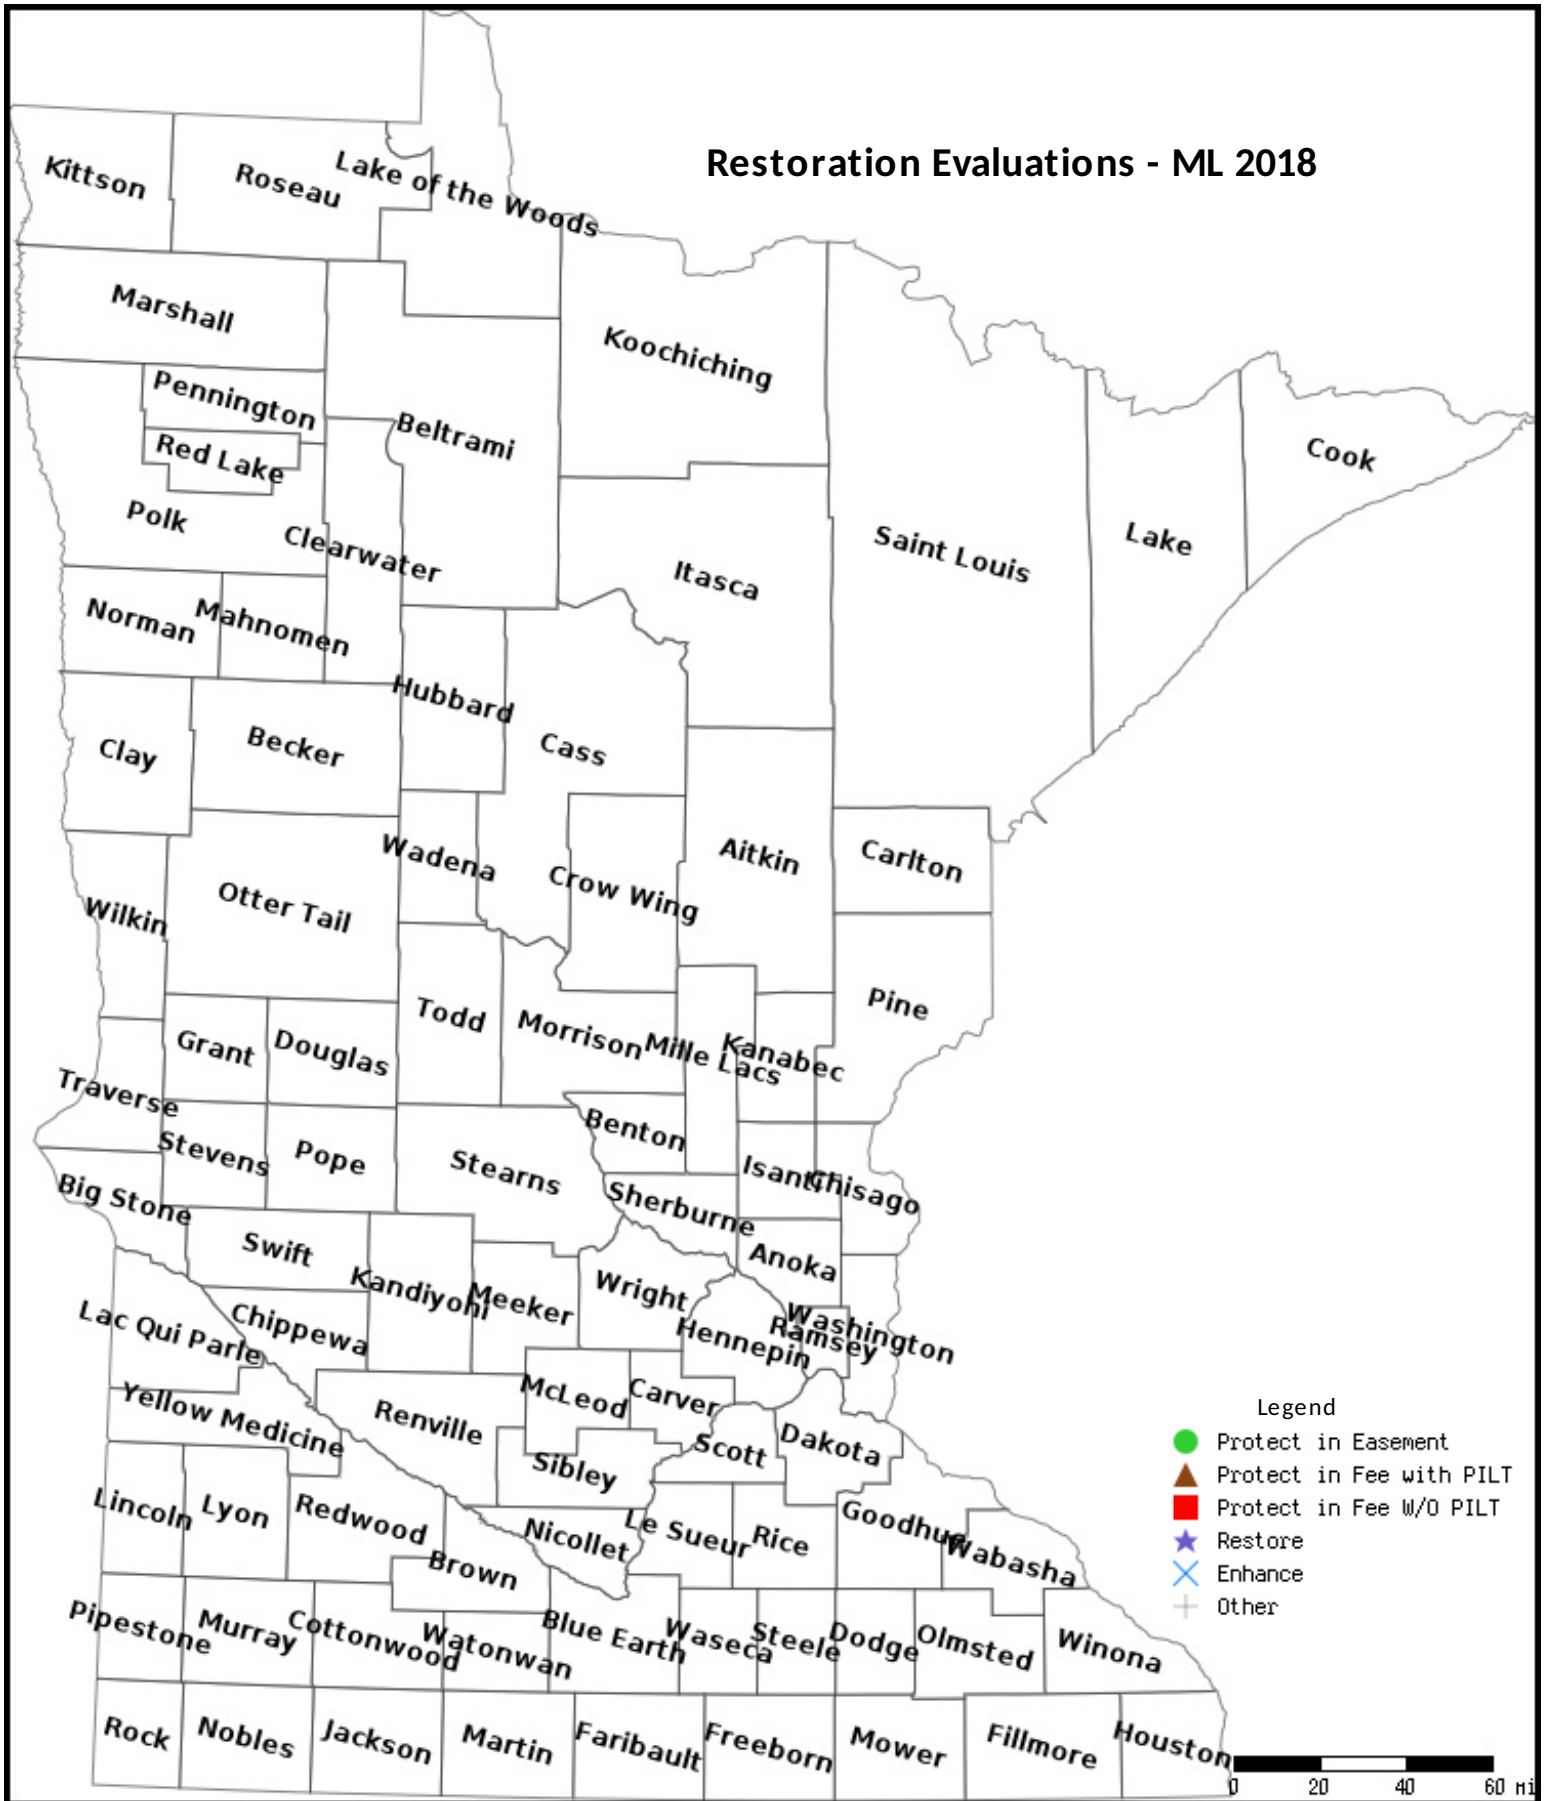 Restoration Evaluations - ML 2018
Kittson
Roseau
Lake of the Woods
Marshall
Koochiching
Pennington
Beltrami
Red Lake
Cook
Polk
Clearwater
Saint Louis
Lake
Itasca
Norman
Mahnomen
Hubbard
Clay
Becker
Cass
Wadena
Aitkin
Carlton
Crow Wing
Otter Tail
Wilkin
Pine
Todd
Morrison
Mille Lacs
Kanabec
Grant
Douglas
Traverse
Benton
Stevens
Pope
Stearns
Isanti
Chisago
Big Stone
Sherburne
Swift
Anoka
Kandiyohi
Meeker
Wright
Washington
Ramsey
Hennepin
Lac Qui Parle
Chippewa
McLeod
Carver
Yellow Medicine
Renville
Scott
Dakota
Sibley
Lincoln
Lyon
Redwood
Nicollet
Le Sueur
Rice
Goodhue
Wabasha
Brown
Pipestone
Murray
Cottonwood
Watonwan
Blue Earth
Waseca
Steele
Dodge
Olmsted
Winona
Rock
Nobles
Jackson
Martin
Faribault
Freeborn
Mower
Fillmore
Houston
Legend
Protect in Easement
Protect in Fee with PILT
Protect in Fee W/O PILT
Restore
Enhance
Other
0 20 40 60 mi